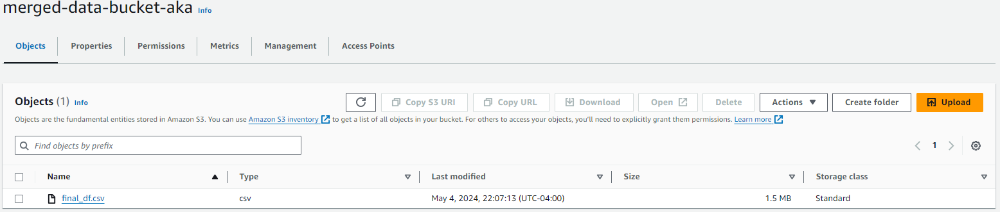 merged-data-bucket-aka Info
Objects Properties Permissions Metrics Management Access Points
Objects (1) Info Copy S3 URI Copy URL Download Open Delete Actions Create folder Upload
Objects are the fundamental entities stored in Amazon S3. You can use Amazon S3 inventory to get a list of all objects in your bucket. For others to access your objects, you'll need to explicitly grant them permissions. Learn more
Find objects by prefix 1
Name Type Last modified Size Storage class
final_df.csv csv May 4, 2024, 22:07:13 (UTC-04:00) 1.5 MB Standard